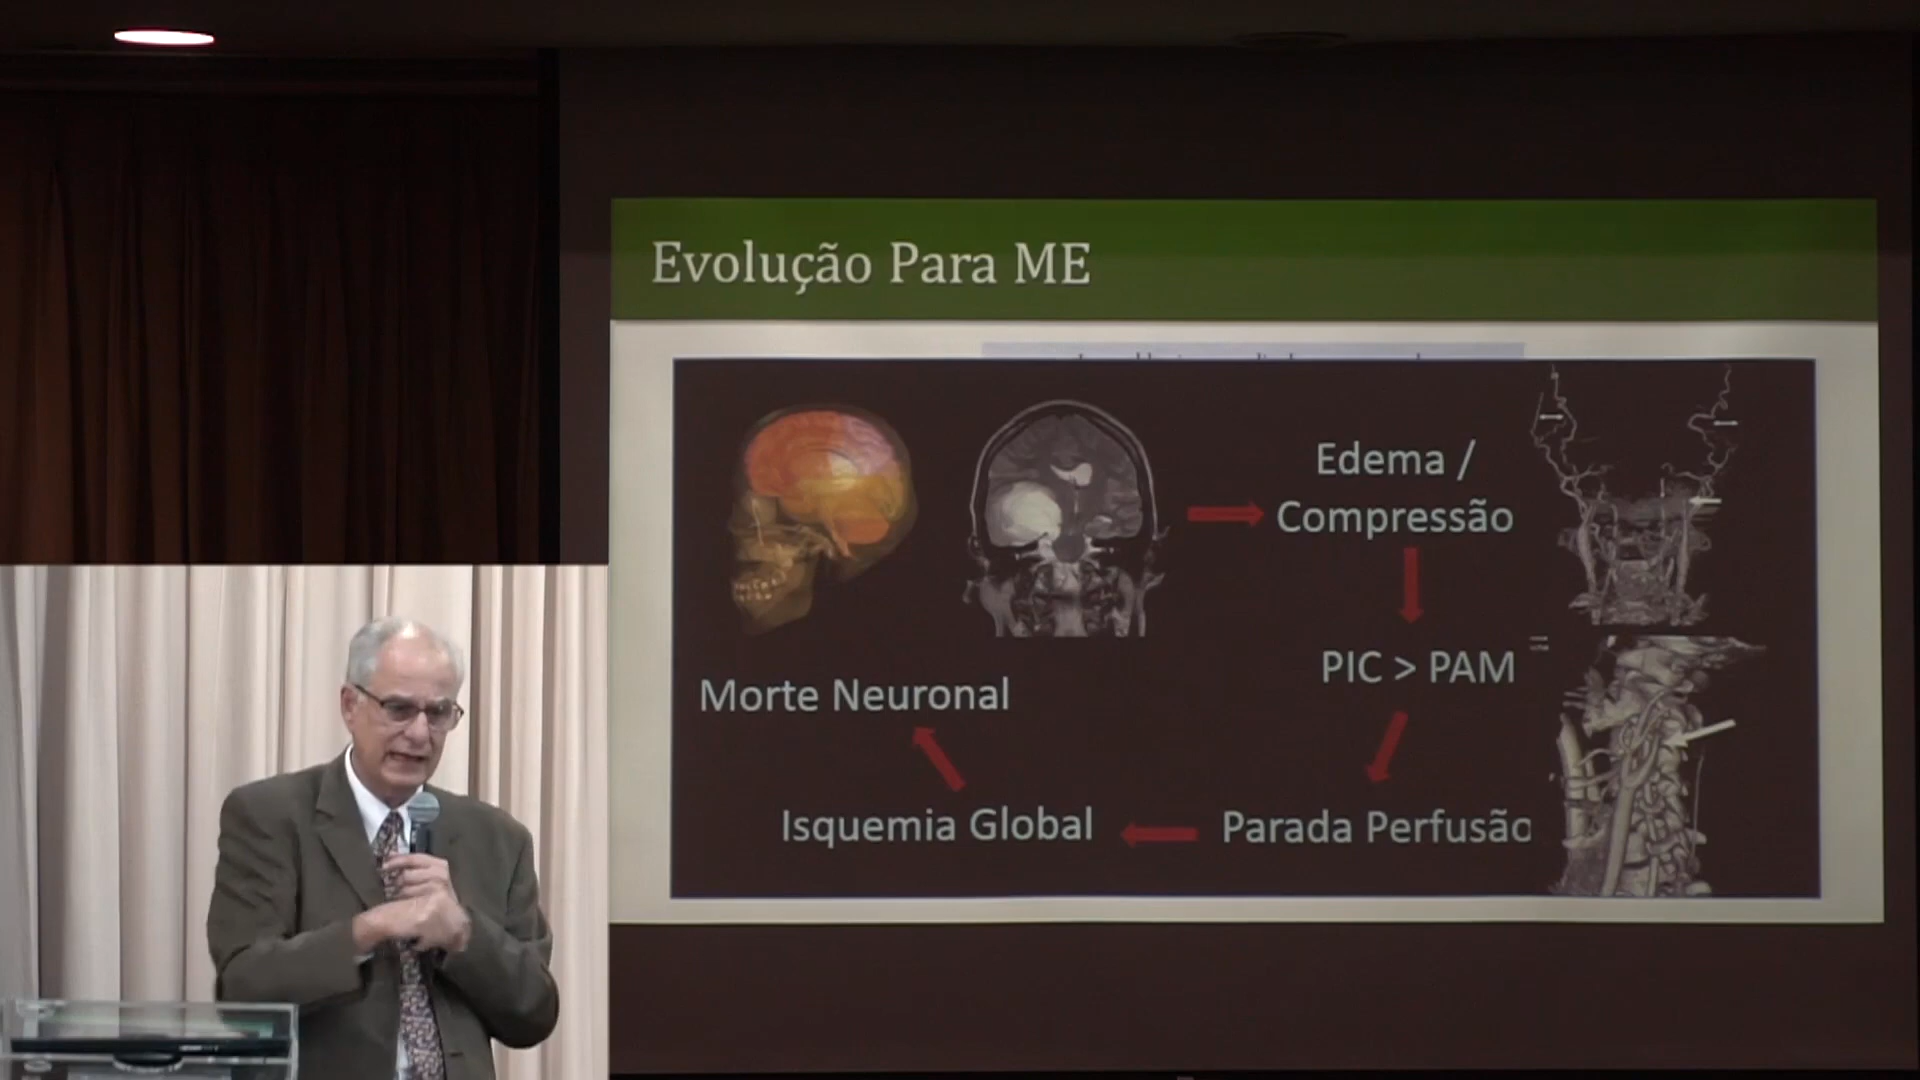 Evolução Para ME
Edema /
Compressão
PIC > PAM
Parada Perfusão
Isquemia Global
Morte Neuronal